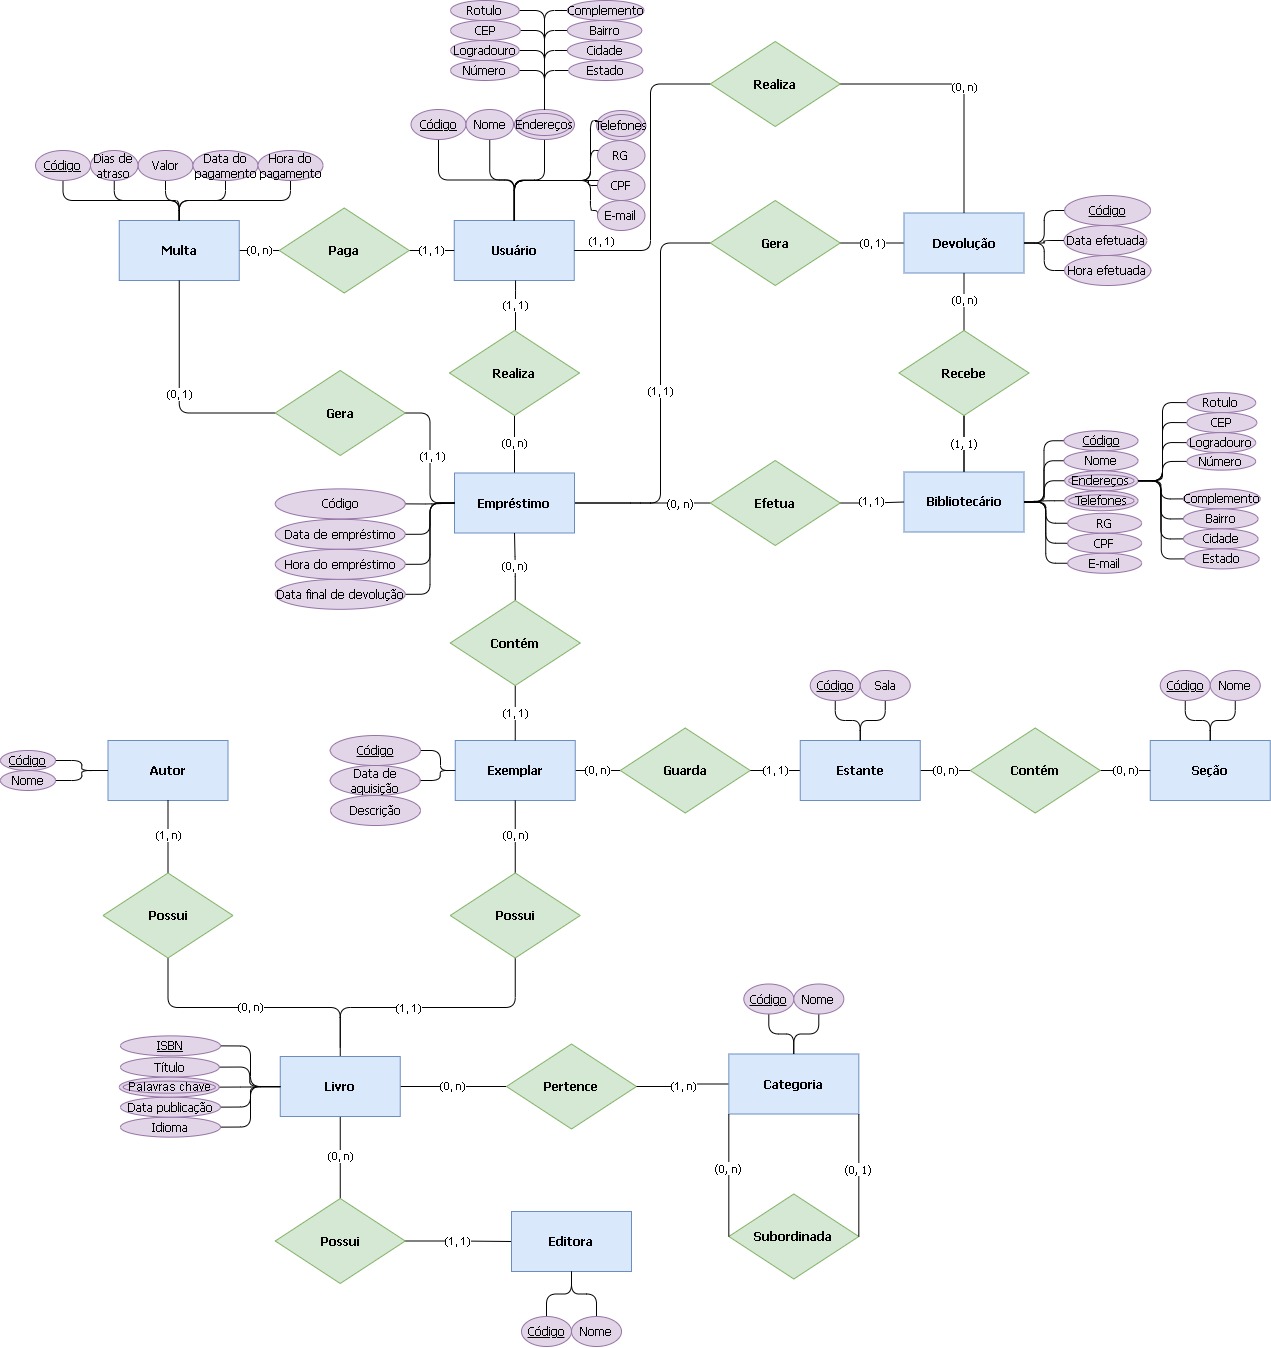 Rotulo
Complemento
CEP
Bairro
Logradouro
Cidade
Número
Estado
Realiza
(0, n)
Código
Nome
Endereços
Telefones
RG
CPF
E-mail
Código
Dias de
atraso
Valor
Data do
pagamento
Hora do
pagamento
Multa
(0, n)
Paga
(1, 1)
Usuário
(1, 1)
(1, 1)
Gera
(0, 1)
Devolução
Código
Data efetuada
Hora efetuada
(0, n)
Realiza
Recebe
(0, 1)
Gera
(1, 1)
(1, 1)
(0, n)
(1, 1)
Código
Data de empréstimo
Hora do empréstimo
Data final de devolução
Empréstimo
(0, n)
Efetua
(1, 1)
Bibliotecário
Código
Nome
Endereços
Telefones
RG
CPF
E-mail
Rotulo
CEP
Logradouro
Número
Complemento
Bairro
Cidade
Estado
(0, n)
Contém
(1, 1)
Código
Sala
Código
Nome
Código
Nome
Autor
Código
Data de
aquisição
Descrição
Exemplar
(0, n)
Guarda
(1, 1)
Estante
(0, n)
Contém
(0, n)
Seção
(1, n)
(0, n)
Possui
Possui
(0, n)
(1, 1)
Código
Nome
ISBN
Título
Palavras chave
Data publicação
Idioma
Livro
(0, n)
Pertence
(1, n)
Categoria
(0, n)
(0, n)
(0, 1)
Subordinada
Possui
(1, 1)
Editora
Código
Nome